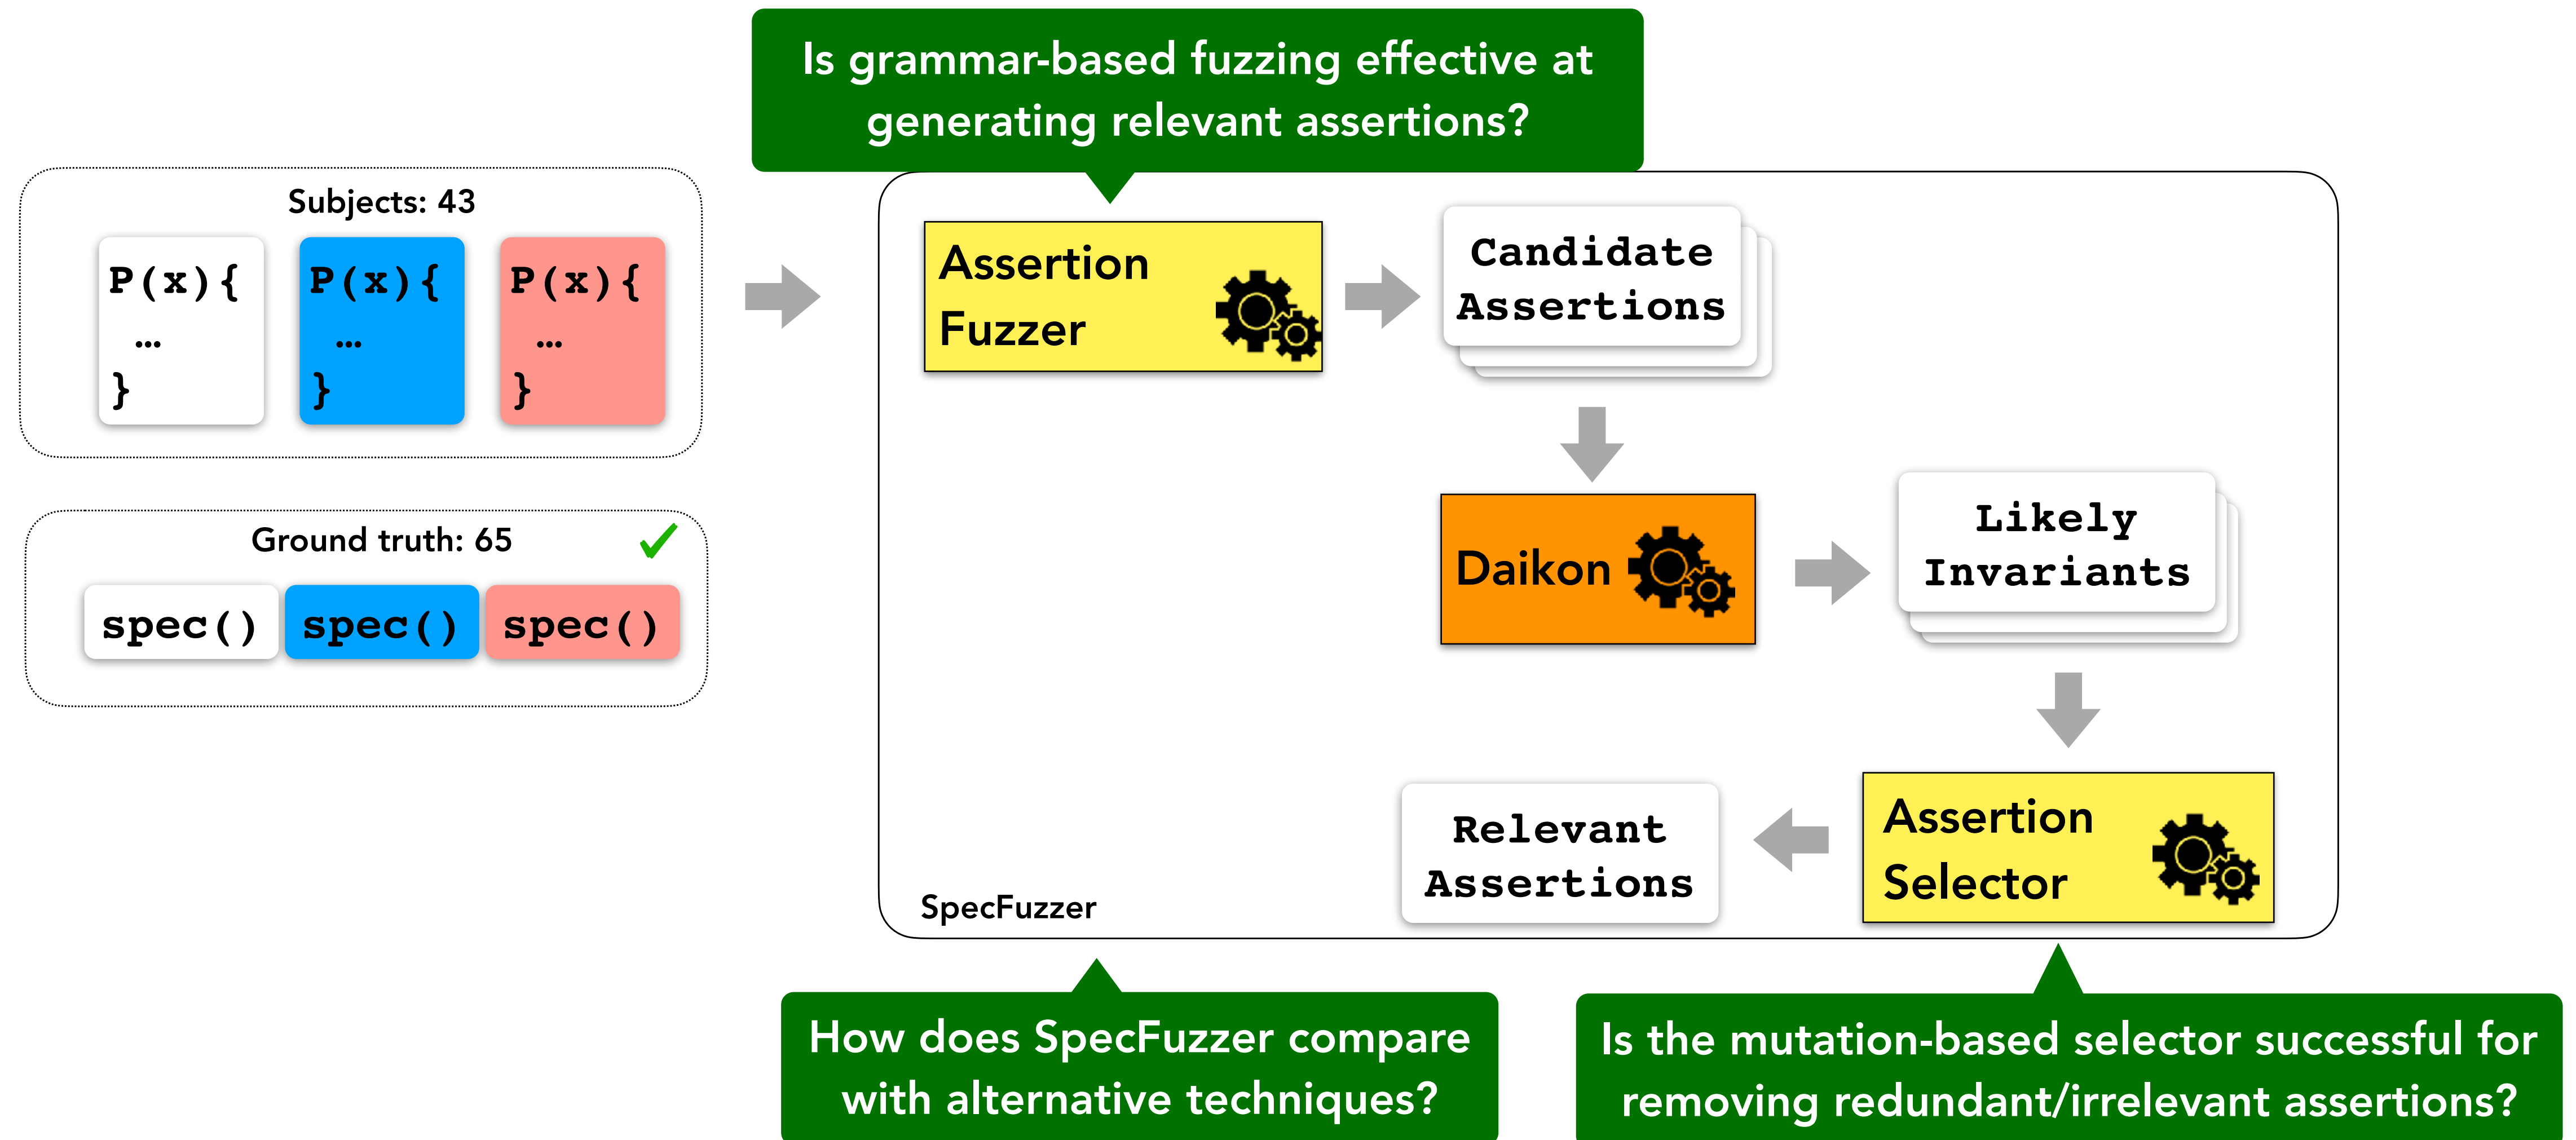 Is grammar-based fuzzing effective at
generating relevant assertions?
Subjects: 43
P(x){
…
}
P(x){
…
}
P(x){
…
}
Ground truth: 65
spec()
spec()
spec()
Assertion
Fuzzer
Candidate
Assertions
Daikon
Likely
Invariants
Assertion
Selector
Relevant
Assertions
SpecFuzzer
How does SpecFuzzer compare
with alternative techniques?
Is the mutation-based selector successful for
removing redundant/irrelevant assertions?